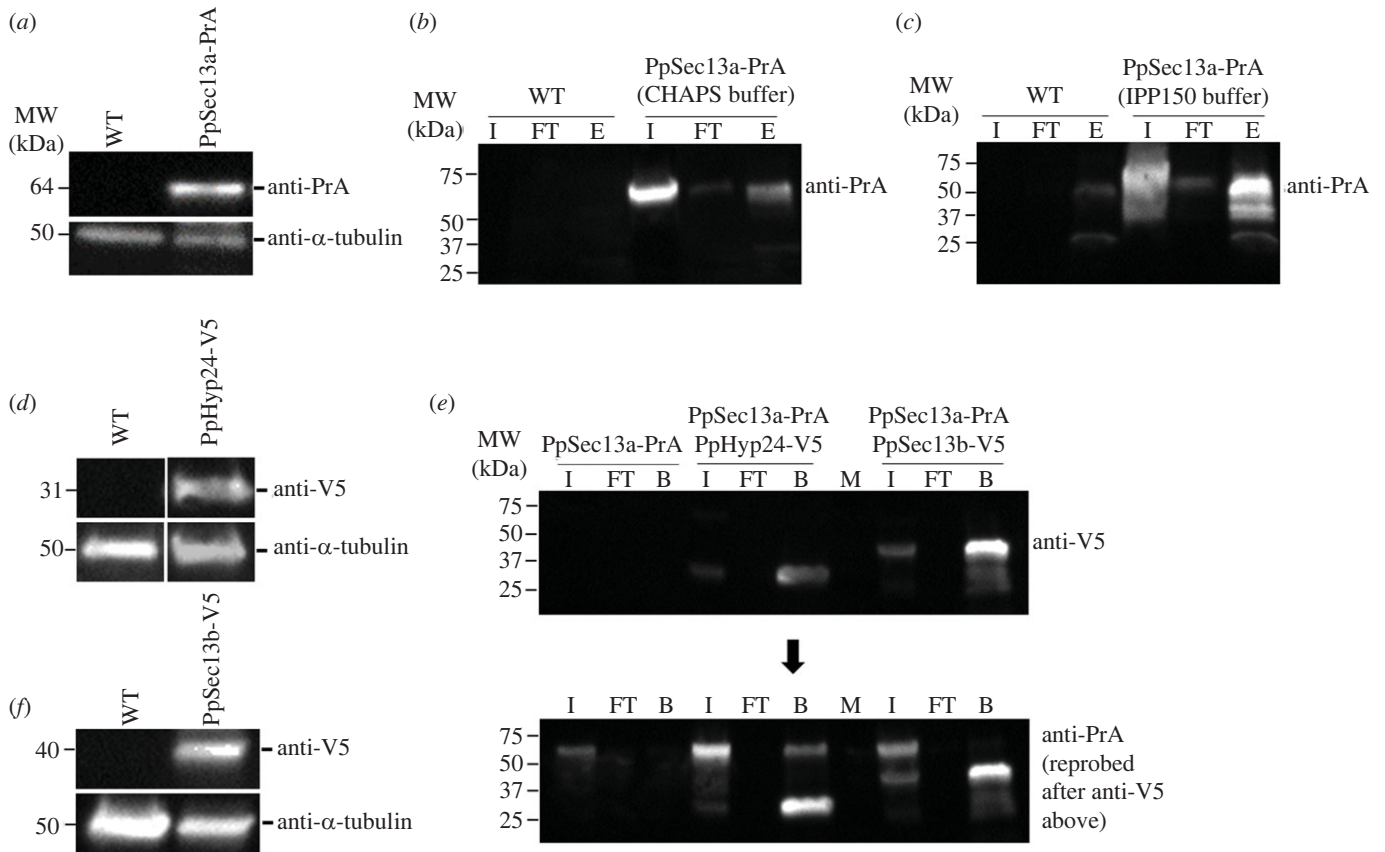 (a)
MW
(kDa)
WT
PpSec13a-PrA
64
anti-PrA
50
anti-α-tubulin
(b)
MW
(kDa)
WT
PpSec13a-PrA
(CHAPS buffer)
I FT E I FT E
75
50
37
25
anti-PrA
(c)
MW
(kDa)
WT
PpSec13a-PrA
(IPP150 buffer)
I FT E I FT E
75
50
37
25
anti-PrA
(d)
WT
PpHyp24-V5
31
anti-V5
50
anti-α-tubulin
(e)
MW
(kDa)
PpSec13a-PrA
PpSec13a-PrA
PpHyp24-V5
PpSec13a-PrA
PpSec13b-V5
I FT B I FT B M I FT B
75
50
37
25
anti-V5
I FT B I FT B M I FT B
75
50
37
25
anti-PrA
(reprobed
after anti-V5
above)
(f)
WT
PpSec13b-V5
40
anti-V5
50
anti-α-tubulin